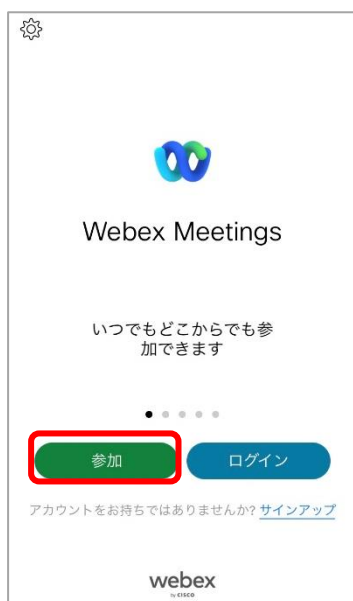 Webex Meetings
いつでもどこからでも参
加できます
参加
ログイン
アカウントをお持ちではありませんか? サインアップ
webex
by CISCO